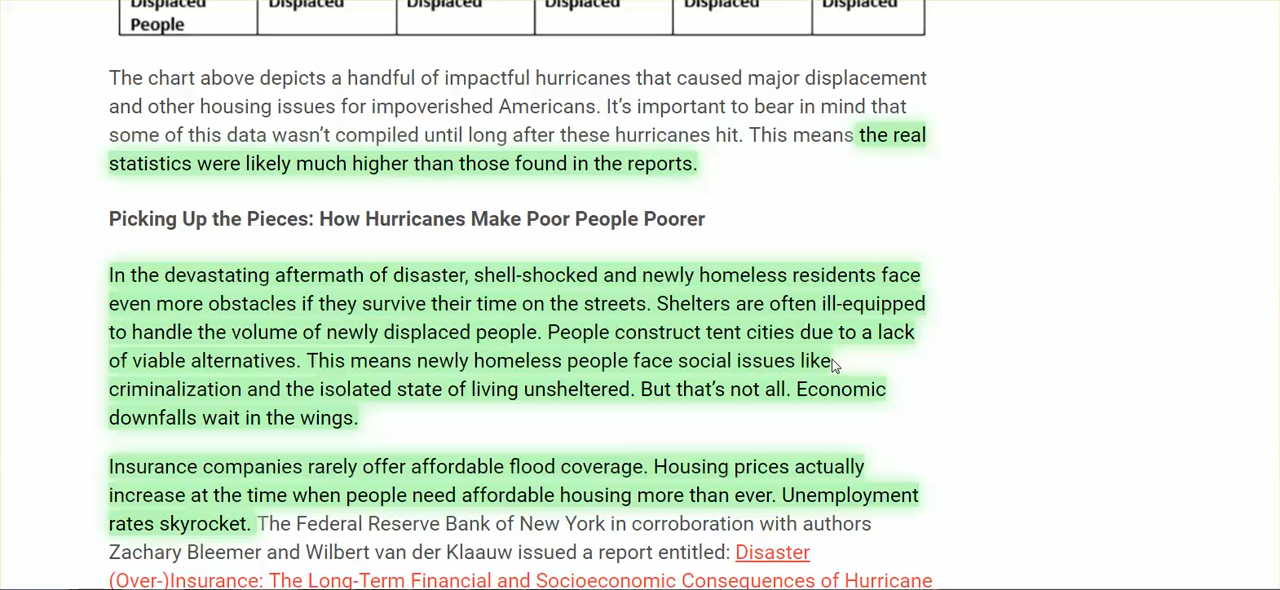 Displaced Displaced Displaced Displaced Displaced Displaced
People
The chart above depicts a handful of impactful hurricanes that caused major displacement
and other housing issues for impoverished Americans. It’s important to bear in mind that
some of this data wasn’t compiled until long after these hurricanes hit. This means the real
statistics were likely much higher than those found in the reports.
Picking Up the Pieces: How Hurricanes Make Poor People Poorer
In the devastating aftermath of disaster, shell-shocked and newly homeless residents face
even more obstacles if they survive their time on the streets. Shelters are often ill-equipped
to handle the volume of newly displaced people. People construct tent cities due to a lack
of viable alternatives. This means newly homeless people face social issues like
criminalization and the isolated state of living unsheltered. But that’s not all. Economic
downfalls wait in the wings.
Insurance companies rarely offer affordable flood coverage. Housing prices actually
increase at the time when people need affordable housing more than ever. Unemployment
rates skyrocket. The Federal Reserve Bank of New York in corroboration with authors
Zachary Bleemer and Wilbert van der Klaauw issued a report entitled: Disaster
(Over-)Insurance: The Long-Term Financial and Socioeconomic Consequences of Hurricane